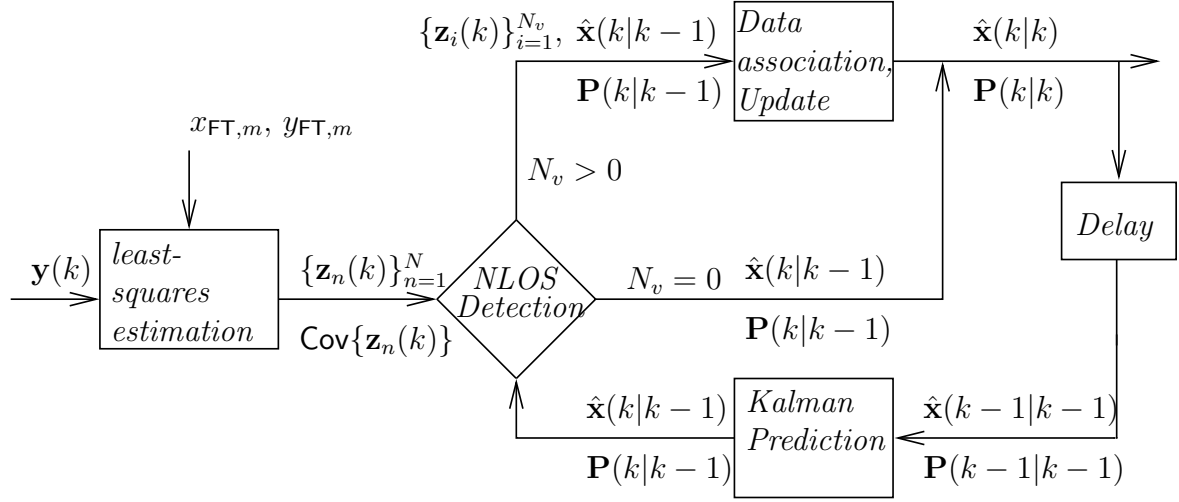 {z_i(k)}_{i=1}^{N_v}, x̂(k|k − 1)
P(k|k − 1)
Data
association,
Update
x̂(k|k)
P(k|k)
x_{FT,m}, y_{FT,m}
N_v > 0
Delay
y(k)
least-
squares
estimation
{z_n(k)}_{n=1}^{N}
Cov{z_n(k)}
NLOS
Detection
N_v = 0
x̂(k|k − 1)
P(k|k − 1)
x̂(k|k − 1)
P(k|k − 1)
Kalman
Prediction
x̂(k − 1|k − 1)
P(k − 1|k − 1)